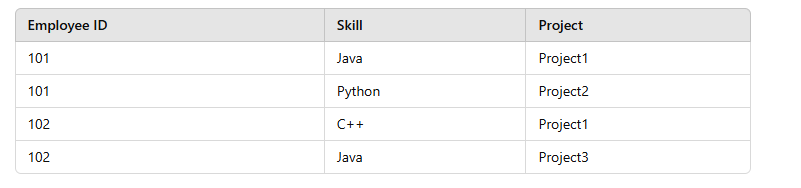 Employee ID Skill Project
101 Java Project1
101 Python Project2
102 C++ Project1
102 Java Project3